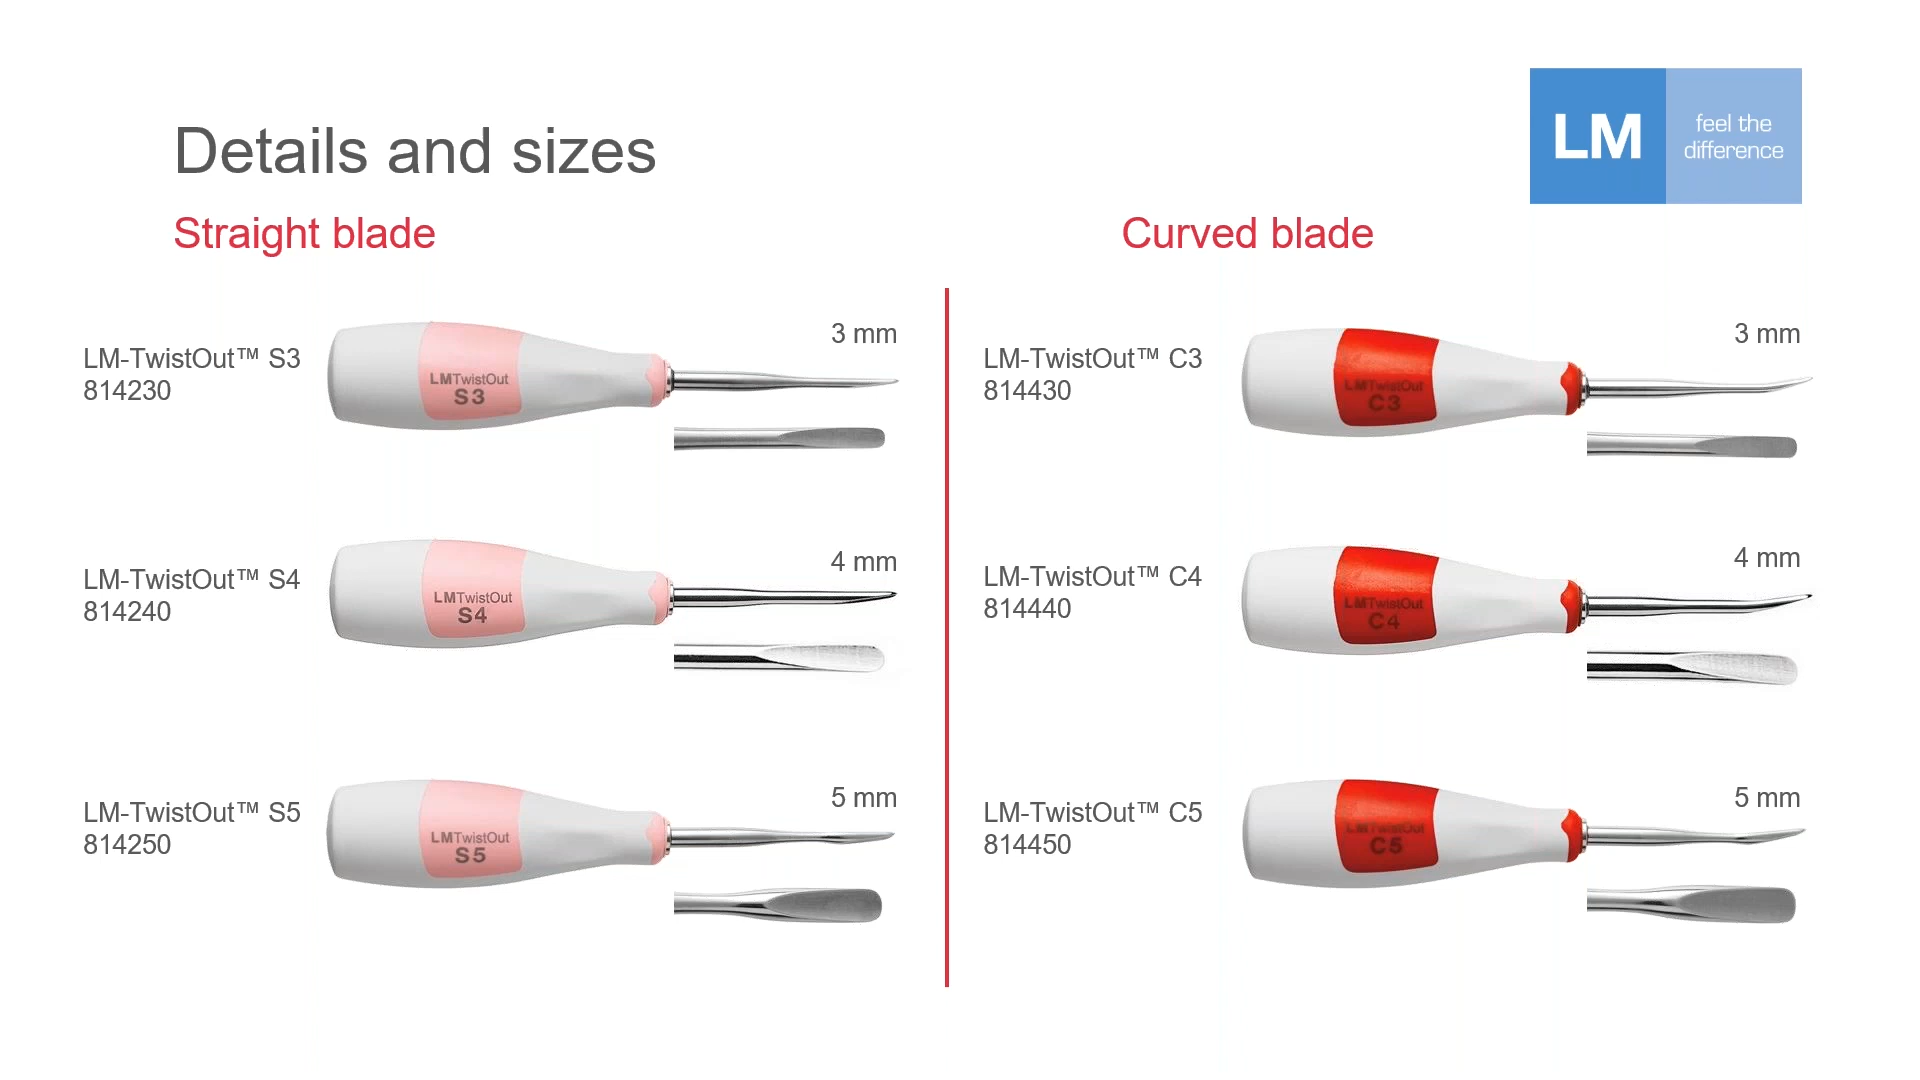 Details and sizes
LM
feel the
difference
Straight blade
LM-TwistOut™ S3
814230
3 mm
LMTwistOut
S3
LM-TwistOut™ S4
814240
4 mm
LMTwistOut
S4
LM-TwistOut™ S5
814250
5 mm
LMTwistOut
S5
Curved blade
LM-TwistOut™ C3
814430
3 mm
LMTwistOut
C3
LM-TwistOut™ C4
814440
4 mm
LMTwistOut
C4
LM-TwistOut™ C5
814450
5 mm
LMTwistOut
C5